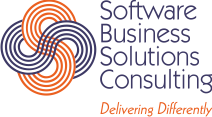 Software
Business
Solutions
Consulting
Delivering Differently